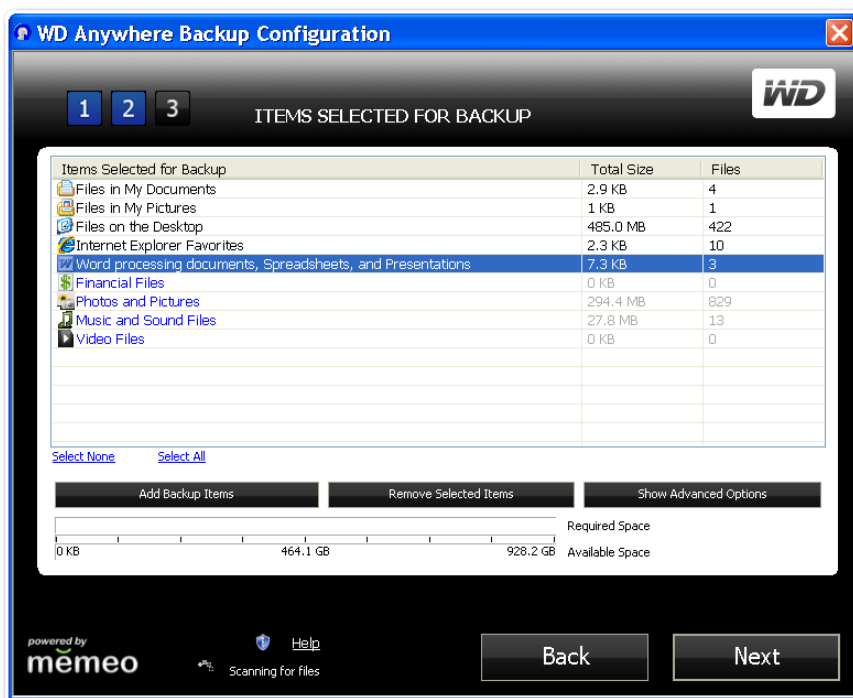 WD Anywhere Backup Configuration
1 2 3 ITEMS SELECTED FOR BACKUP WD
Items Selected for Backup Total Size Files
Files in My Documents 2.9 KB 4
Files in My Pictures 1 KB 1
Files on the Desktop 485.0 MB 422
Internet Explorer Favorites 2.3 KB 10
Word processing documents, Spreadsheets, and Presentations 7.3 KB 3
Financial Files 0 KB 0
Photos and Pictures 294.4 MB 829
Music and Sound Files 27.8 MB 13
Video Files 0 KB 0
Select None Select All
Add Backup Items Remove Selected Items Show Advanced Options
Required Space
0 KB 464.1 GB 928.2 GB Available Space
powered by
mĕmeo
Help
Scanning for files
Back Next